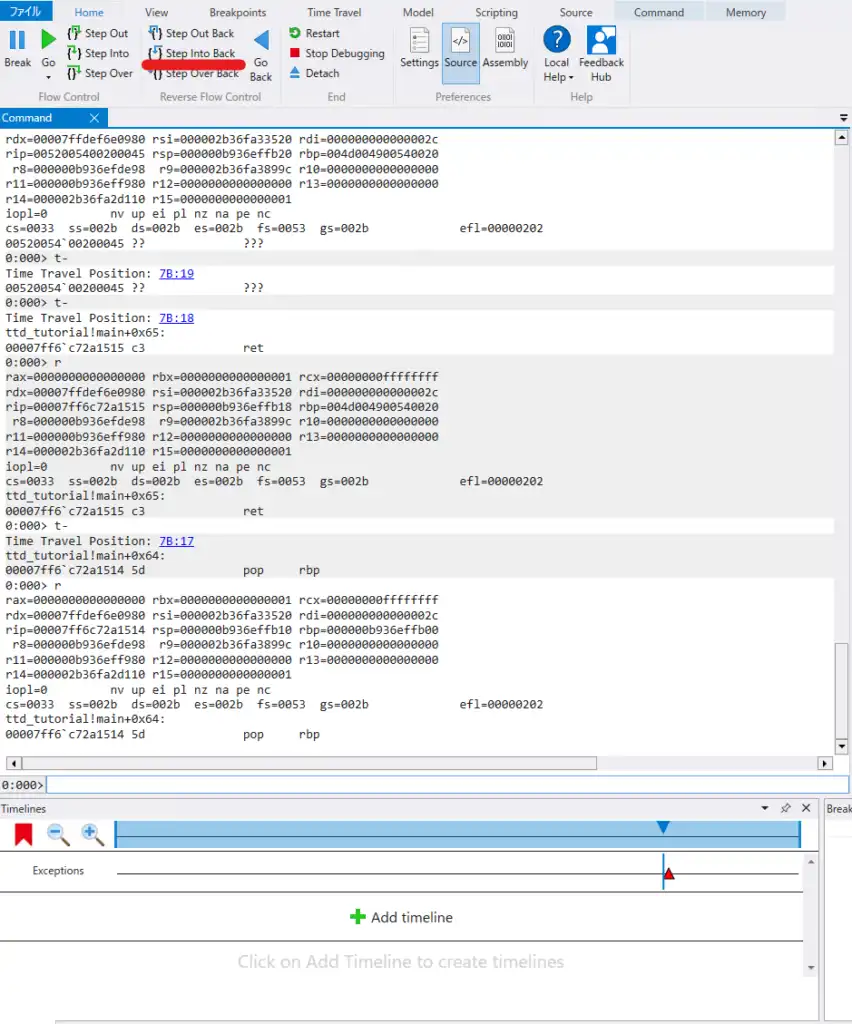 ファイル Home View Breakpoints Time Travel Model Scripting Source Command Memory
Break Go Step Out Step Into Step Over Step Out Back Step Into Back Step Over Back Go Back Restart Stop Debugging Detach Settings Source Assembly Local Help Feedback Hub
Flow Control Reverse Flow Control End Preferences Help
Command
rdx=00007ffdef6e0980 rsi=000002b36fa33520 rdi=000000000000002c
rip=0052005400200045 rsp=000000b936effb20 rbp=004d004900540020
r8=000000b936efde98 r9=000002b36fa3899c r10=0000000000000000
r11=000000b936eff980 r12=0000000000000000 r13=0000000000000000
r14=000002b36fa2d110 r15=0000000000000001
iopl=0 nv up ei pl nz na pe nc
cs=0033 ss=002b ds=002b es=002b fs=0053 gs=002b efl=00000202
00520054`00200045 ?? ???
0:000> t-
Time Travel Position: 7B:19
00520054`00200045 ?? ???
0:000> t-
Time Travel Position: 7B:18
ttd_tutorial!main+0x65:
00007ff6`c72a1515 c3 ret
0:000> r
rax=0000000000000000 rbx=0000000000000001 rcx=00000000ffffffff
rdx=00007ffdef6e0980 rsi=000002b36fa33520 rdi=000000000000002c
rip=00007ff6c72a1515 rsp=000000b936effb18 rbp=004d004900540020
r8=000000b936efde98 r9=000002b36fa3899c r10=0000000000000000
r11=000000b936eff980 r12=0000000000000000 r13=0000000000000000
r14=000002b36fa2d110 r15=0000000000000001
iopl=0 nv up ei pl nz na pe nc
cs=0033 ss=002b ds=002b es=002b fs=0053 gs=002b efl=00000202
ttd_tutorial!main+0x65:
00007ff6`c72a1515 c3 ret
0:000> t-
Time Travel Position: 7B:17
ttd_tutorial!main+0x64:
00007ff6`c72a1514 5d pop rbp
0:000> r
rax=0000000000000000 rbx=0000000000000001 rcx=00000000ffffffff
rdx=00007ffdef6e0980 rsi=000002b36fa33520 rdi=000000000000002c
rip=00007ff6c72a1514 rsp=000000b936effb10 rbp=000000b936effb00
r8=000000b936efde98 r9=000002b36fa3899c r10=0000000000000000
r11=000000b936eff980 r12=0000000000000000 r13=0000000000000000
r14=000002b36fa2d110 r15=0000000000000001
iopl=0 nv up ei pl nz na pe nc
cs=0033 ss=002b ds=002b es=002b fs=0053 gs=002b efl=00000202
ttd_tutorial!main+0x64:
00007ff6`c72a1514 5d pop rbp
0:000>
Timelines Break
Exceptions
Add timeline
Click on Add Timeline to create timelines